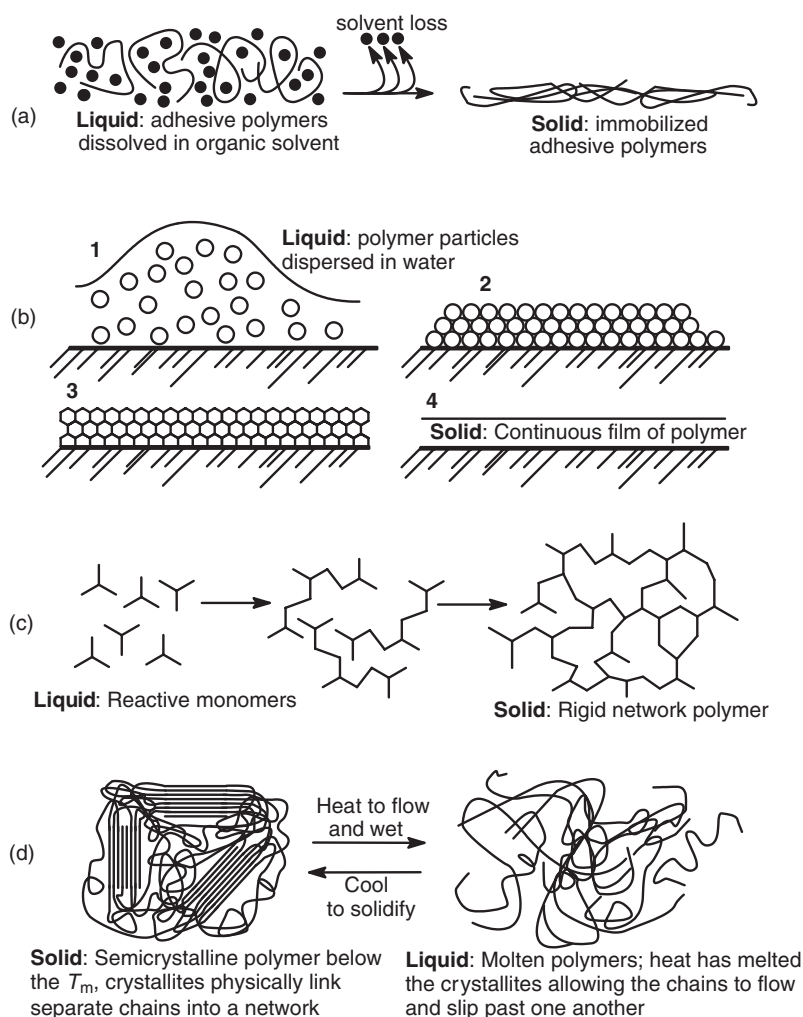 solvent loss
(a)
Liquid: adhesive polymers
dissolved in organic solvent
Solid: immobilized
adhesive polymers
(b)
1
Liquid: polymer particles
dispersed in water
2
3
4
Solid: Continuous film of polymer
(c)
Liquid: Reactive monomers
Solid: Rigid network polymer
(d)
Heat to flow
and wet
Cool
to solidify
Solid: Semicrystalline polymer below
the Tm, crystallites physically link
separate chains into a network
Liquid: Molten polymers; heat has melted
the crystallites allowing the chains to flow
and slip past one another